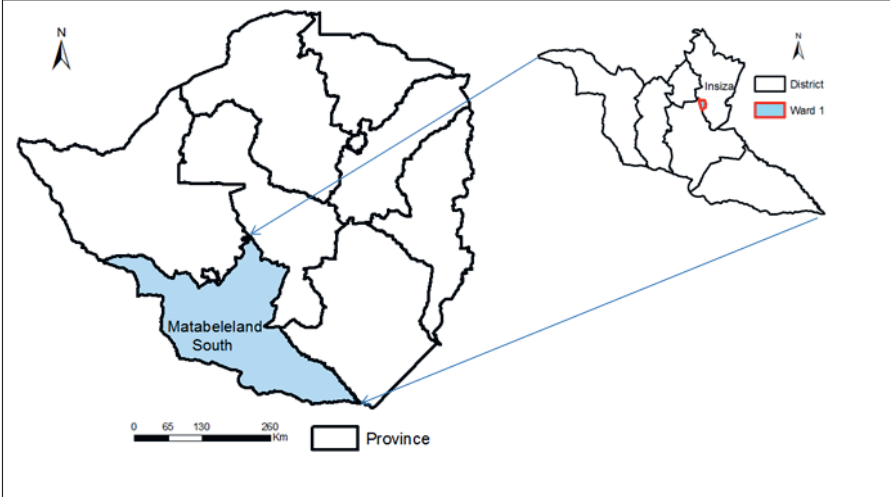 N
N
Insiza
District
Ward 1
Matabeleland
South
0 65 130 260
Km
Province